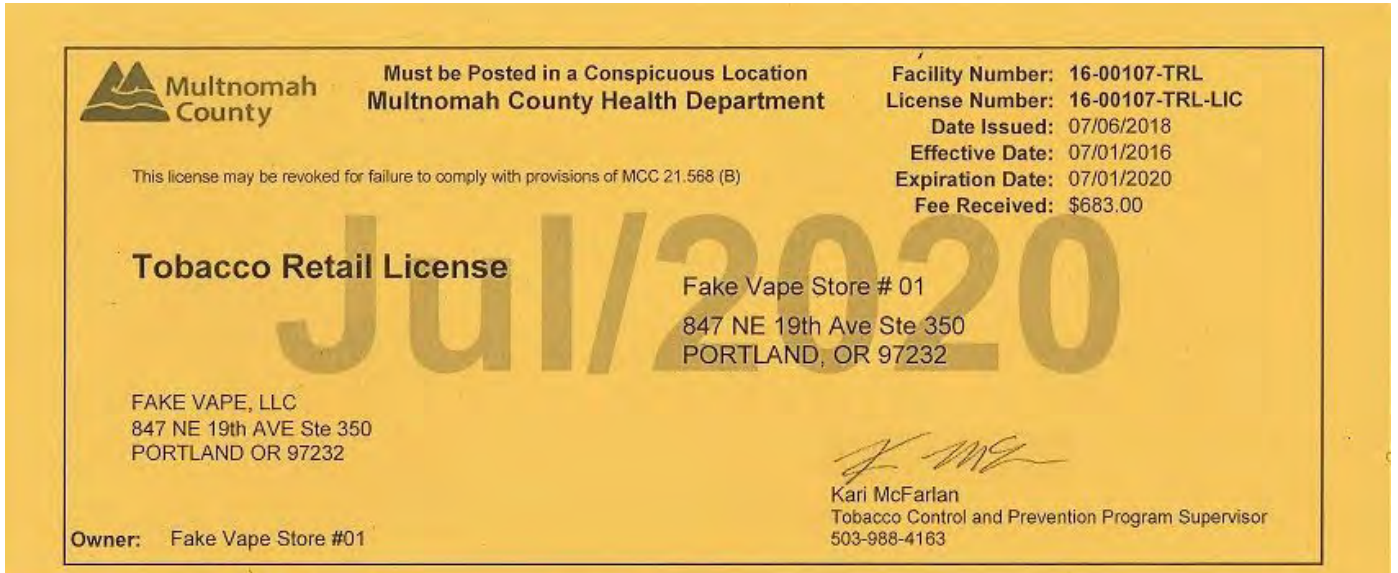 Multnomah
County
Must be Posted in a Conspicuous Location
Multnomah County Health Department
Facility Number: 16-00107-TRL
License Number: 16-00107-TRL-LIC
Date Issued: 07/06/2018
Effective Date: 07/01/2016
Expiration Date: 07/01/2020
Fee Received: $683.00
This license may be revoked for failure to comply with provisions of MCC 21.568 (B)
Jul/2020
Tobacco Retail License
Fake Vape Store # 01
847 NE 19th Ave Ste 350
PORTLAND, OR 97232
FAKE VAPE, LLC
847 NE 19th AVE Ste 350
PORTLAND OR 97232
Kari McFarlan
Tobacco Control and Prevention Program Supervisor
503-988-4163
Owner: Fake Vape Store #01